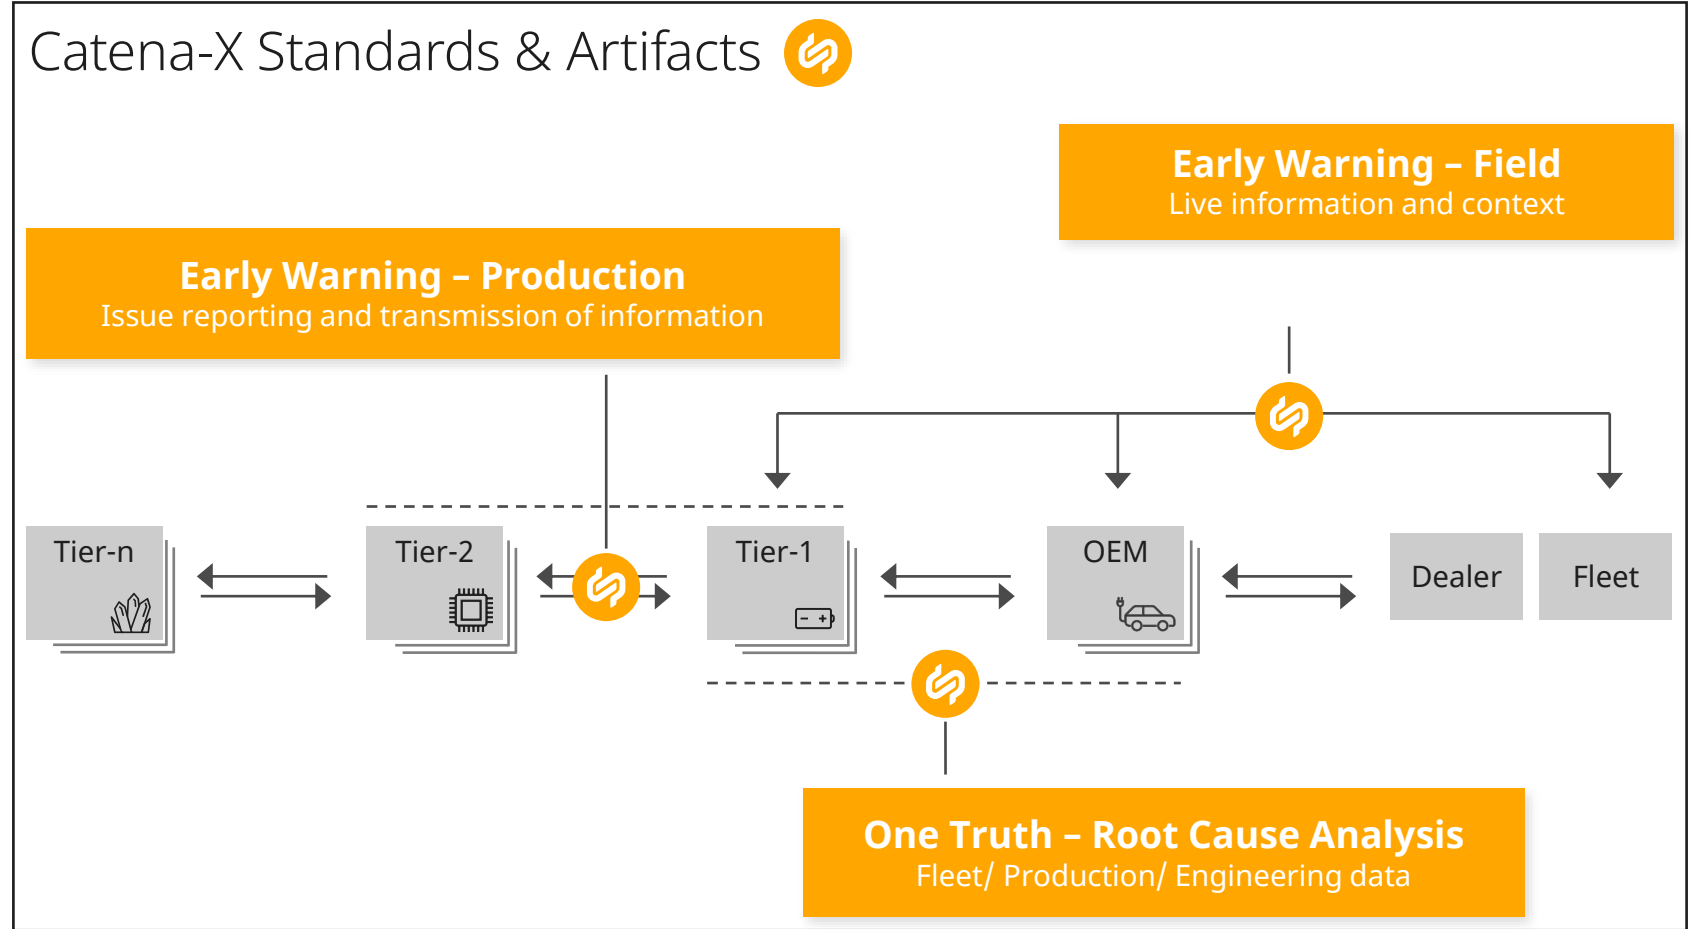 Catena-X Standards & Artifacts
Early Warning – Field
Live information and context
Early Warning – Production
Issue reporting and transmission of information
Tier-n
Tier-2
Tier-1
OEM
Dealer
Fleet
One Truth – Root Cause Analysis
Fleet/ Production/ Engineering data